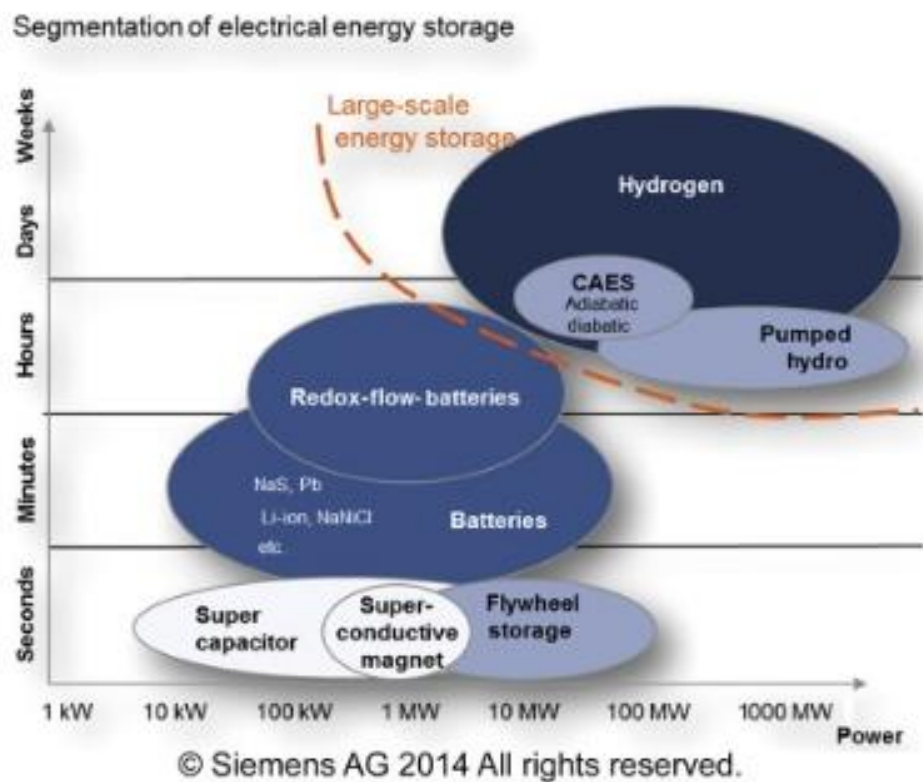 Segmentation of electrical energy storage
Weeks
Days
Hours
Minutes
Seconds
Large-scale
energy storage
Hydrogen
CAES
Adiabatic
diabatic
Pumped
hydro
Redox-flow-batteries
NaS, Pb
Li-ion, NaNiCl
etc
Batteries
Super
capacitor
Super-
conductive
magnet
Flywheel
storage
1 kW 10 kW 100 kW 1 MW 10 MW 100 MW 1000 MW
Power
© Siemens AG 2014 All rights reserved.